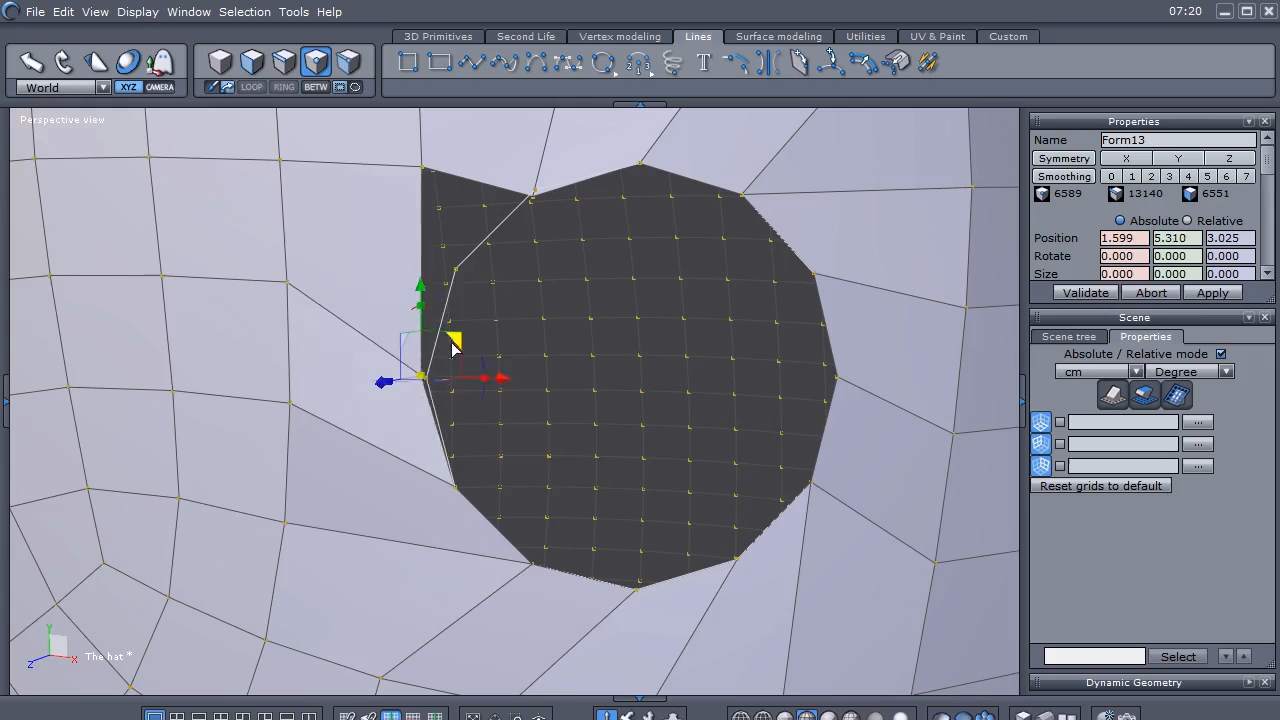 File Edit View Display Window Selection Tools Help 07:20
3D Primitives Second Life Vertex modeling Lines Surface modeling Utilities UV & Paint Custom
World XYZ CAMERA LOOP RING BETW
1 2 3 T
Perspective view
Properties
Name Form13
Symmetry X Y Z
Smoothing 0 1 2 3 4 5 6 7
6589 13140 6551
Absolute Relative
Position 1.599 5.310 3.025
Rotate 0.000 0.000 0.000
Size 0.000 0.000 0.000
Validate Abort Apply
Scene
Scene tree Properties
Absolute / Relative mode
cm Degree
...
...
...
Reset grids to default
Select
Dynamic Geometry
Y
Z X The hat *